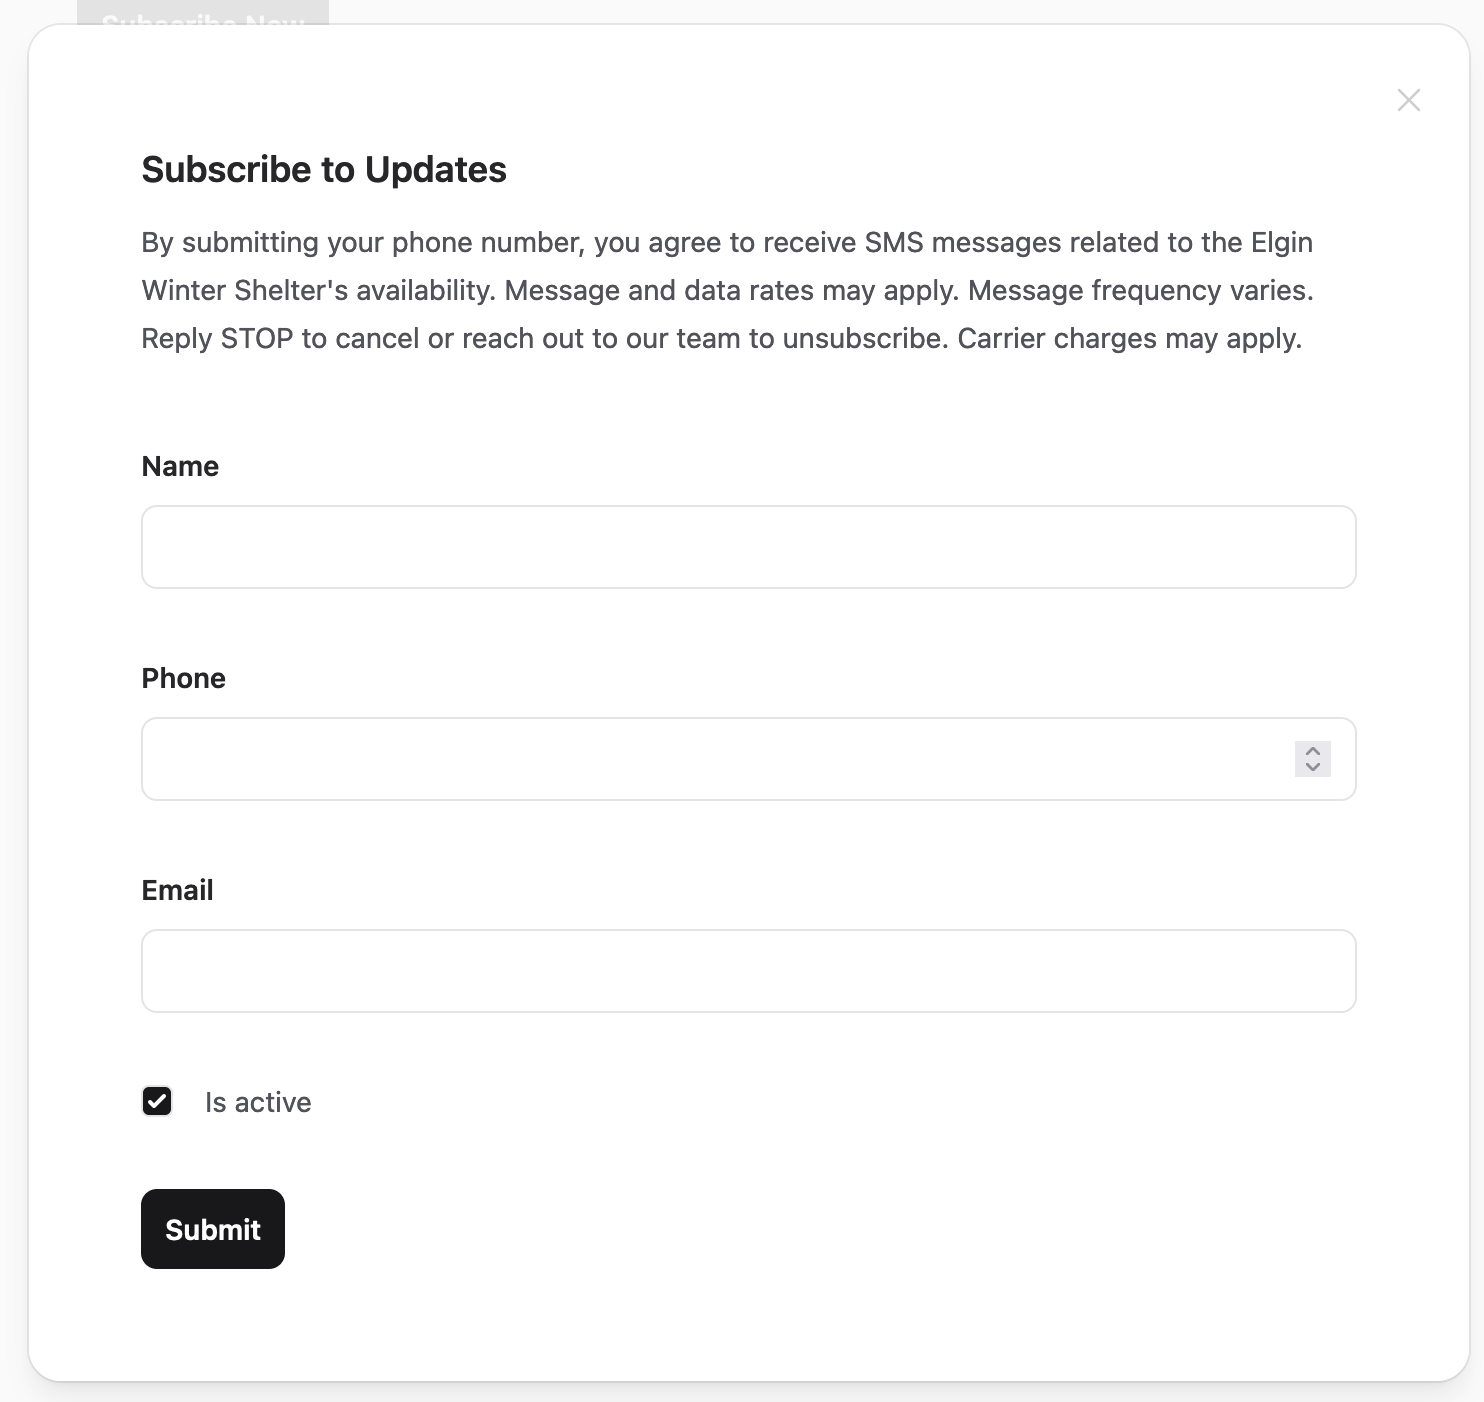 Subscribe Now
Subscribe to Updates
By submitting your phone number, you agree to receive SMS messages related to the Elgin
Winter Shelter's availability. Message and data rates may apply. Message frequency varies.
Reply STOP to cancel or reach out to our team to unsubscribe. Carrier charges may apply.
Name
Phone
Email
Is active
Submit